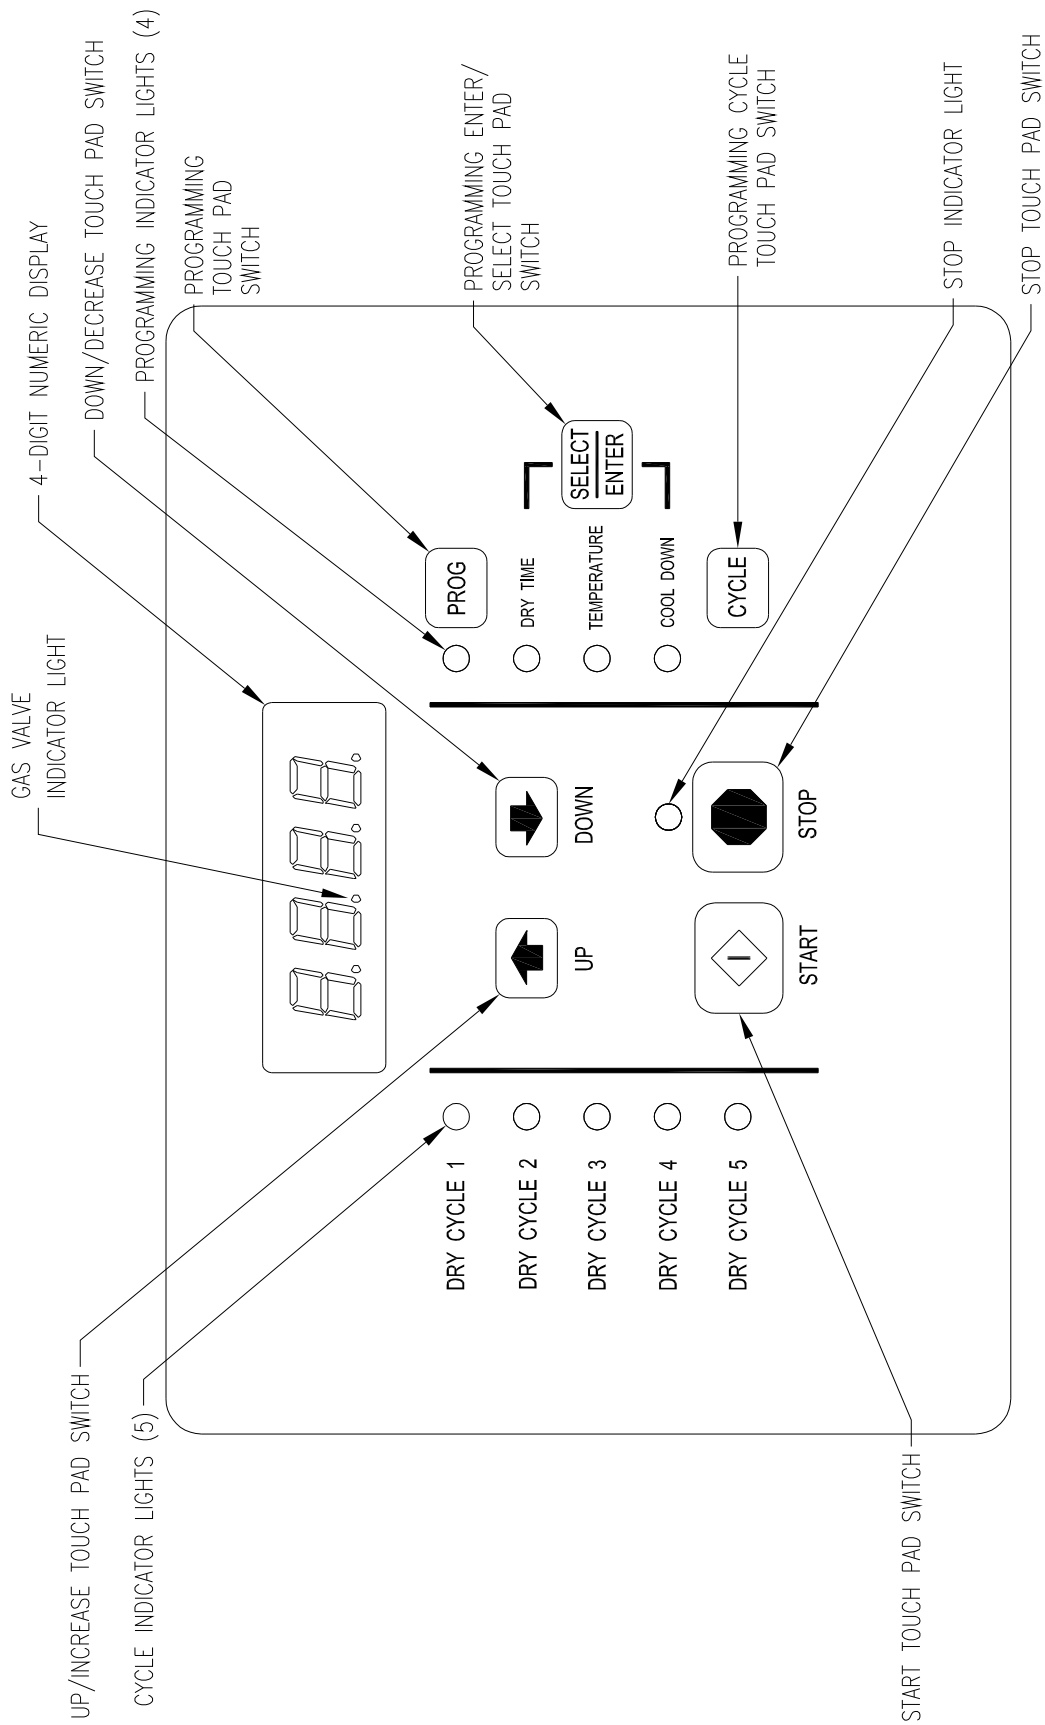 GAS VALVE
INDICATOR LIGHT
4-DIGIT NUMERIC DISPLAY
UP/INCREASE TOUCH PAD SWITCH
DOWN/DECREASE TOUCH PAD SWITCH
CYCLE INDICATOR LIGHTS (5)
PROGRAMMING INDICATOR LIGHTS (4)
PROGRAMMING
TOUCH PAD
SWITCH
DRY CYCLE 1
DRY CYCLE 2
DRY CYCLE 3
DRY CYCLE 4
DRY CYCLE 5
UP
DOWN
START
STOP
PROG
DRY TIME
TEMPERATURE
COOL DOWN
SELECT
ENTER
CYCLE
PROGRAMMING ENTER/
SELECT TOUCH PAD
SWITCH
PROGRAMMING CYCLE
TOUCH PAD SWITCH
STOP INDICATOR LIGHT
START TOUCH PAD SWITCH
STOP TOUCH PAD SWITCH